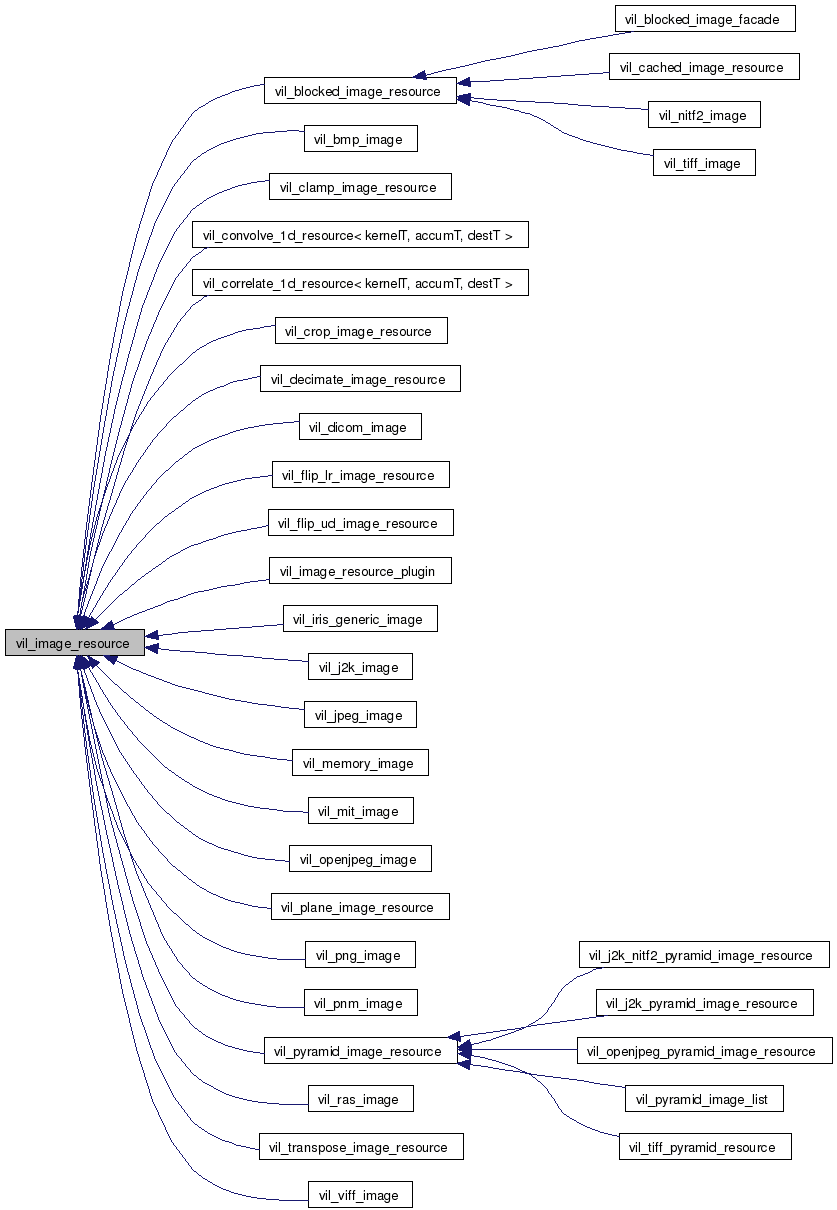 vil_blocked_image_facade
vil_cached_image_resource
vil_blocked_image_resource
vil_nitf2_image
vil_bmp_image
vil_tiff_image
vil_clamp_image_resource
vil_convolve_1d_resource< kernelT, accumT, destT >
vil_correlate_1d_resource< kernelT, accumT, destT >
vil_crop_image_resource
vil_decimate_image_resource
vil_dicom_image
vil_flip_lr_image_resource
vil_flip_ud_image_resource
vil_image_resource_plugin
vil_iris_generic_image
vil_image_resource
vil_j2k_image
vil_jpeg_image
vil_memory_image
vil_mit_image
vil_openjpeg_image
vil_plane_image_resource
vil_png_image
vil_j2k_nitf2_pyramid_image_resource
vil_pnm_image
vil_j2k_pyramid_image_resource
vil_pyramid_image_resource
vil_openjpeg_pyramid_image_resource
vil_ras_image
vil_pyramid_image_list
vil_transpose_image_resource
vil_tiff_pyramid_resource
vil_viff_image